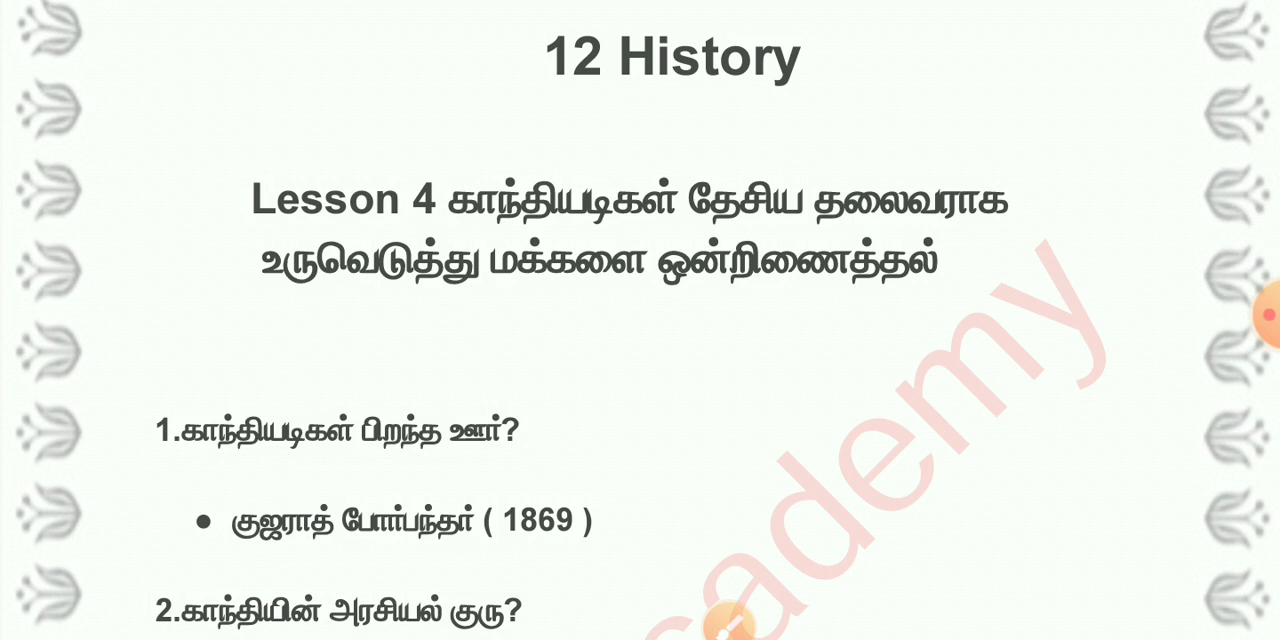 12 History
Lesson 4 காந்தியடிகள் தேசிய தலைவராக
உருவெடுத்து மக்களை ஒன்றிணைத்தல்
1.காந்தியடிகள் பிறந்த ஊர்?
● குஜராத் போர்பந்தர் ( 1869 )
2.காந்தியின் அரசியல் குரு?